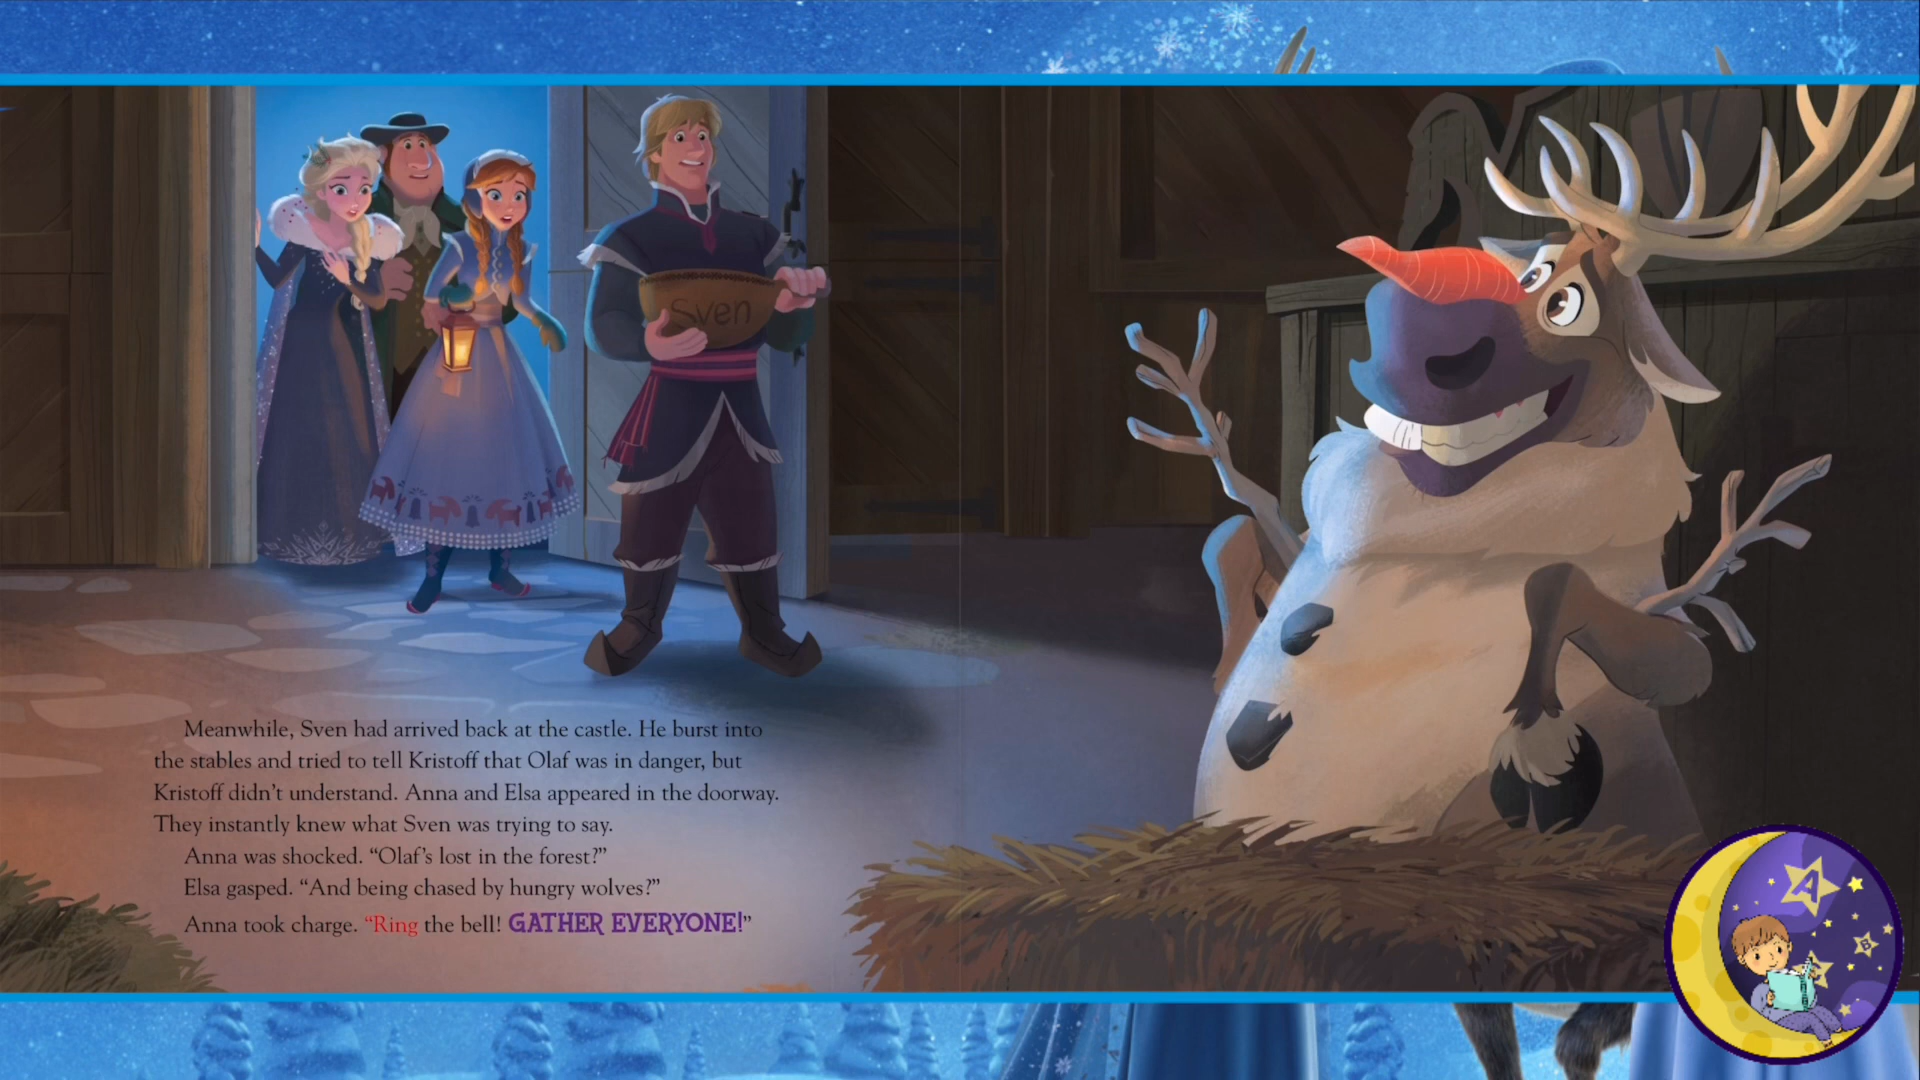 Sven
Meanwhile, Sven had arrived back at the castle. He burst into
the stables and tried to tell Kristoff that Olaf was in danger, but
Kristoff didn’t understand. Anna and Elsa appeared in the doorway.
They instantly knew what Sven was trying to say.
Anna was shocked. “Olaf’s lost in the forest?”
Elsa gasped. “And being chased by hungry wolves?”
Anna took charge. “Ring the bell! GATHER EVERYONE!”
A
B